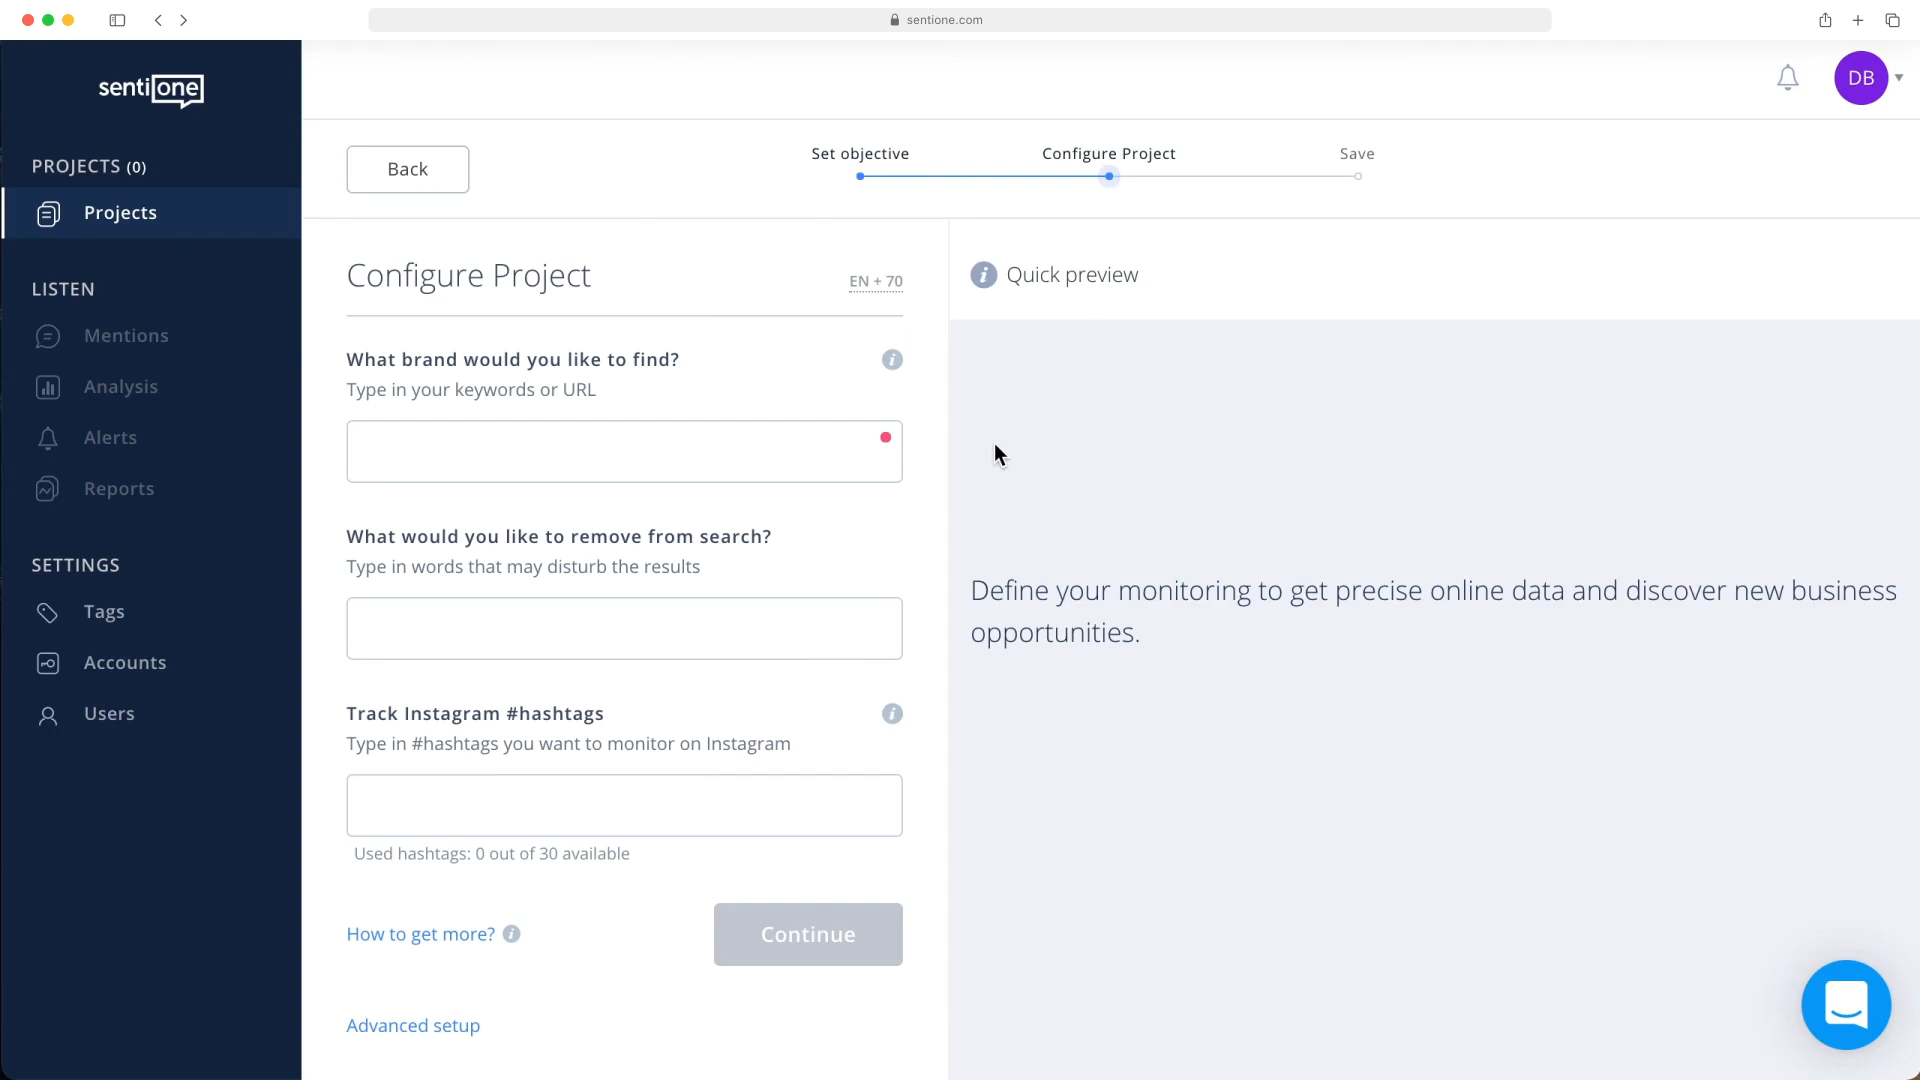 sentione.com
sentione
DB
PROJECTS (0)
Projects
LISTEN
Mentions
Analysis
Alerts
Reports
SETTINGS
Tags
Accounts
Users
Back
Set objective
Configure Project
Save
Configure Project
EN + 70
What brand would you like to find?
Type in your keywords or URL
What would you like to remove from search?
Type in words that may disturb the results
Track Instagram #hashtags
Type in #hashtags you want to monitor on Instagram
Used hashtags: 0 out of 30 available
How to get more?
Continue
Advanced setup
Quick preview
Define your monitoring to get precise online data and discover new business
opportunities.